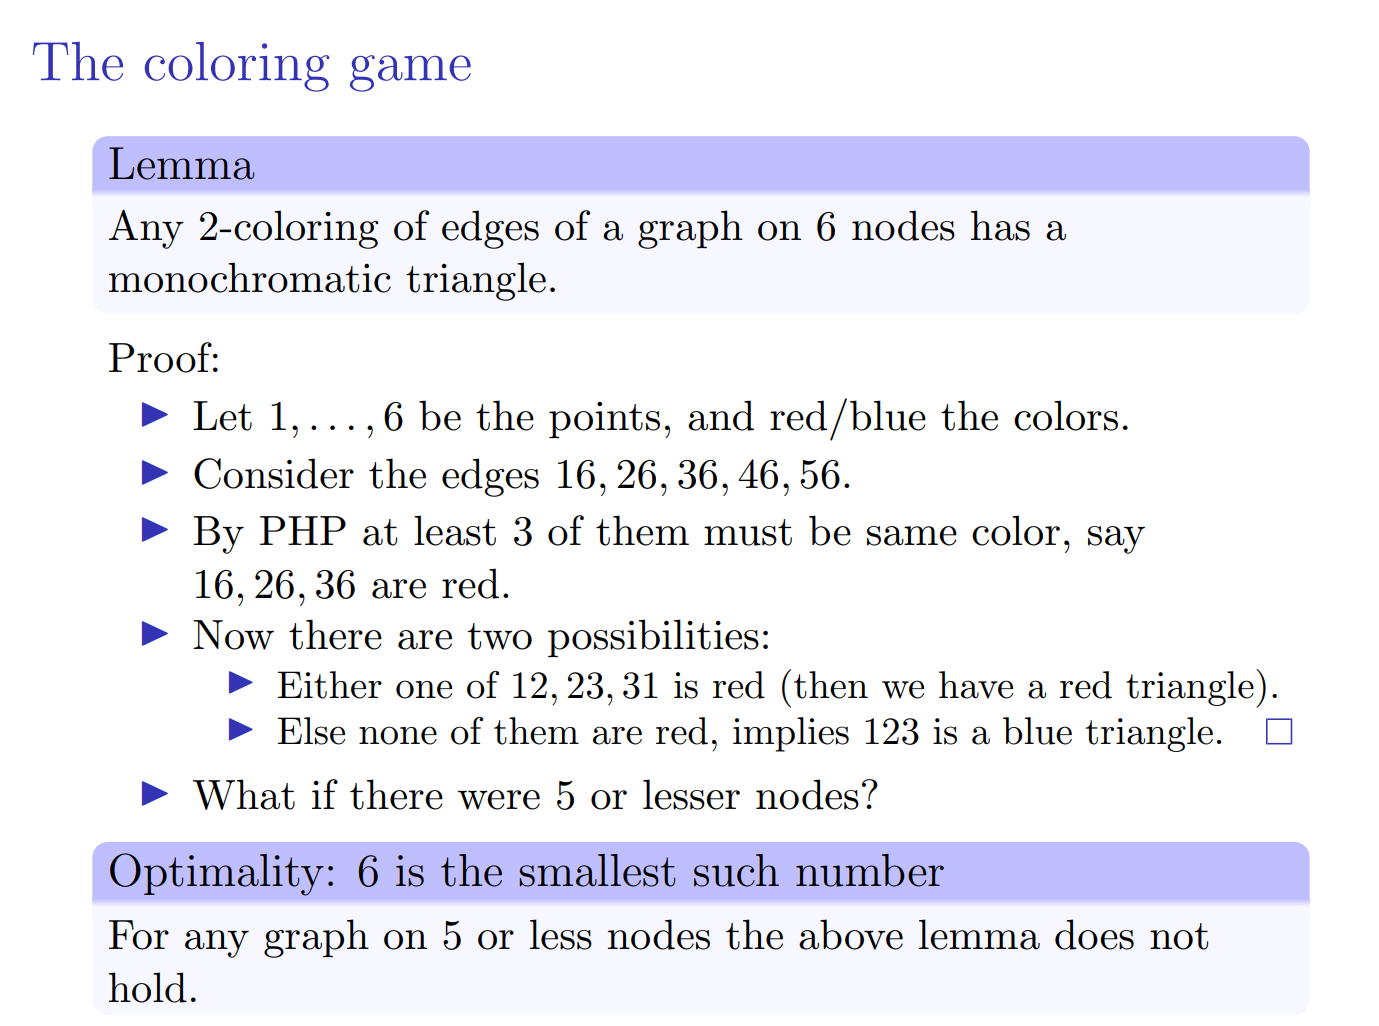 The coloring game
Lemma
Any 2-coloring of edges of a graph on 6 nodes has a
monochromatic triangle.
Proof:
▶ Let 1, . . . , 6 be the points, and red/blue the colors.
▶ Consider the edges 16, 26, 36, 46, 56.
▶ By PHP at least 3 of them must be same color, say
16, 26, 36 are red.
▶ Now there are two possibilities:
▶ Either one of 12, 23, 31 is red (then we have a red triangle).
▶ Else none of them are red, implies 123 is a blue triangle. □
▶ What if there were 5 or lesser nodes?
Optimality: 6 is the smallest such number
For any graph on 5 or less nodes the above lemma does not
hold.